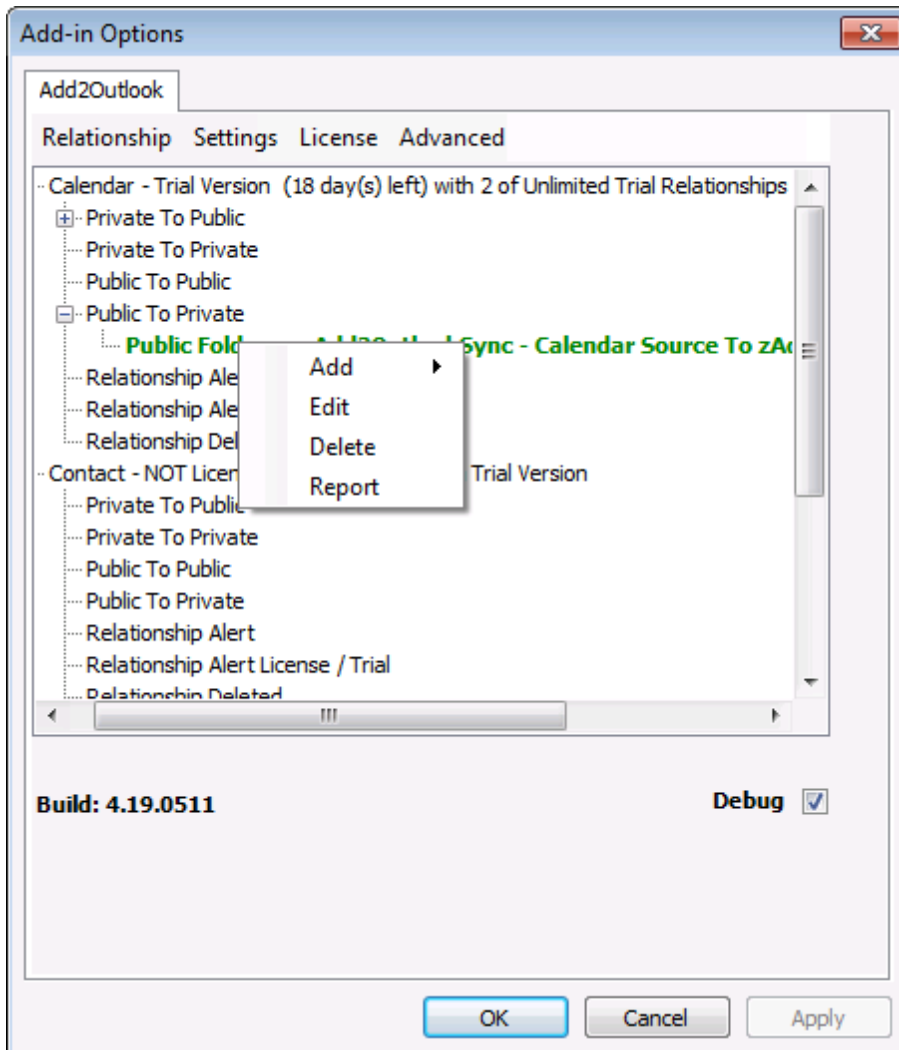 Add-in Options
Add2Outlook
Relationship Settings License Advanced
Calendar - Trial Version (18 day(s) left) with 2 of Unlimited Trial Relationships
Private To Public
Private To Private
Public To Public
Public To Private
Public Fold Sync - Calendar Source To zAd
Add
Relationship Ale
Edit
Relationship Ale
Delete
Relationship Del
Contact - NOT Licen Trial Version
Report
Private To Public
Private To Private
Public To Public
Public To Private
Relationship Alert
Relationship Alert License / Trial
Relationship Deleted
Build: 4.19.0511
Debug
OK Cancel Apply